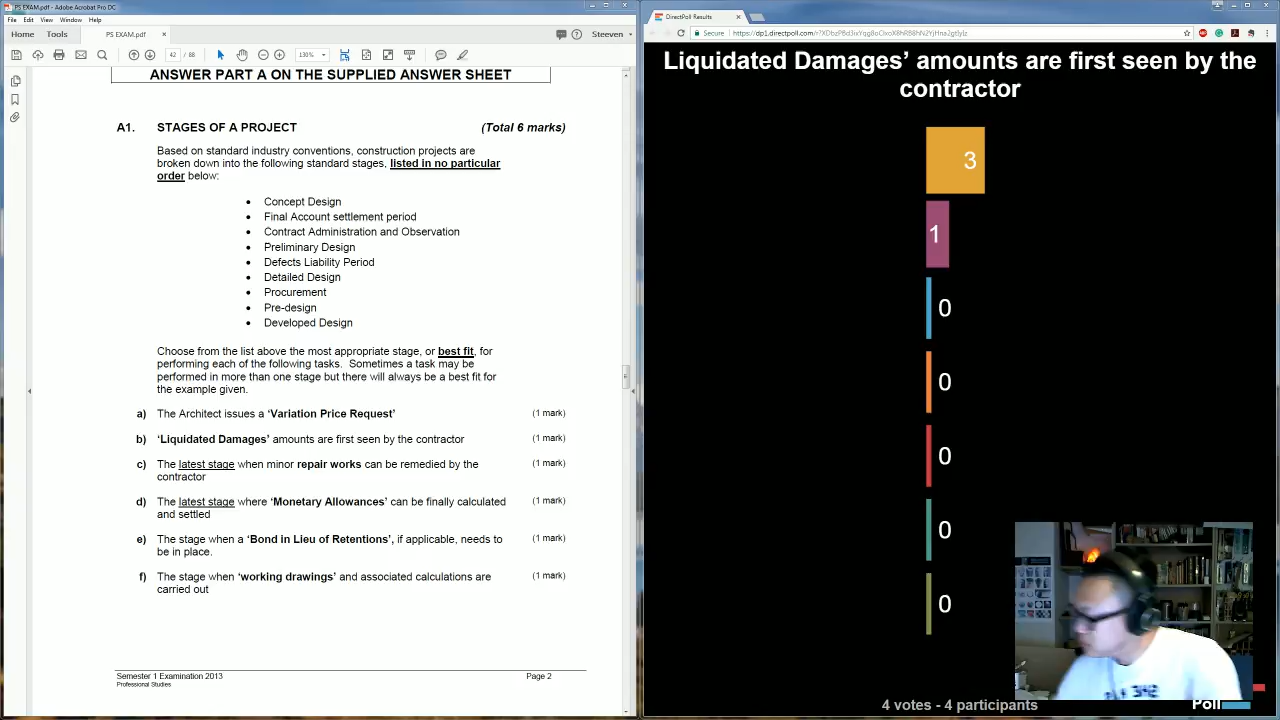 PS EXAM.pdf - Adobe Acrobat Pro DC
File Edit View Window Help
Home Tools PS EXAM.pdf × Steeven
42 / 88 130%
ANSWER PART A ON THE SUPPLIED ANSWER SHEET
A1. STAGES OF A PROJECT (Total 6 marks)
Based on standard industry conventions, construction projects are
broken down into the following standard stages, listed in no particular
order below:
• Concept Design
• Final Account settlement period
• Contract Administration and Observation
• Preliminary Design
• Defects Liability Period
• Detailed Design
• Procurement
• Pre-design
• Developed Design
Choose from the list above the most appropriate stage, or best fit, for
performing each of the following tasks. Sometimes a task may be
performed in more than one stage but there will always be a best fit for
the example given.
a) The Architect issues a ‘Variation Price Request’ (1 mark)
b) ‘Liquidated Damages’ amounts are first seen by the contractor (1 mark)
c) The latest stage when minor repair works can be remedied by the (1 mark)
contractor
d) The latest stage where ‘Monetary Allowances’ can be finally calculated (1 mark)
and settled
e) The stage when a ‘Bond in Lieu of Retentions’, if applicable, needs to (1 mark)
be in place.
f) The stage when ‘working drawings’ and associated calculations are (1 mark)
carried out
Semester 1 Examination 2013 Page 2
Professional Studies
DirectPoll Results
Secure
Liquidated Damages’ amounts are first seen by the
contractor
3
1
0
0
0
0
0
4 votes - 4 participants
Poll